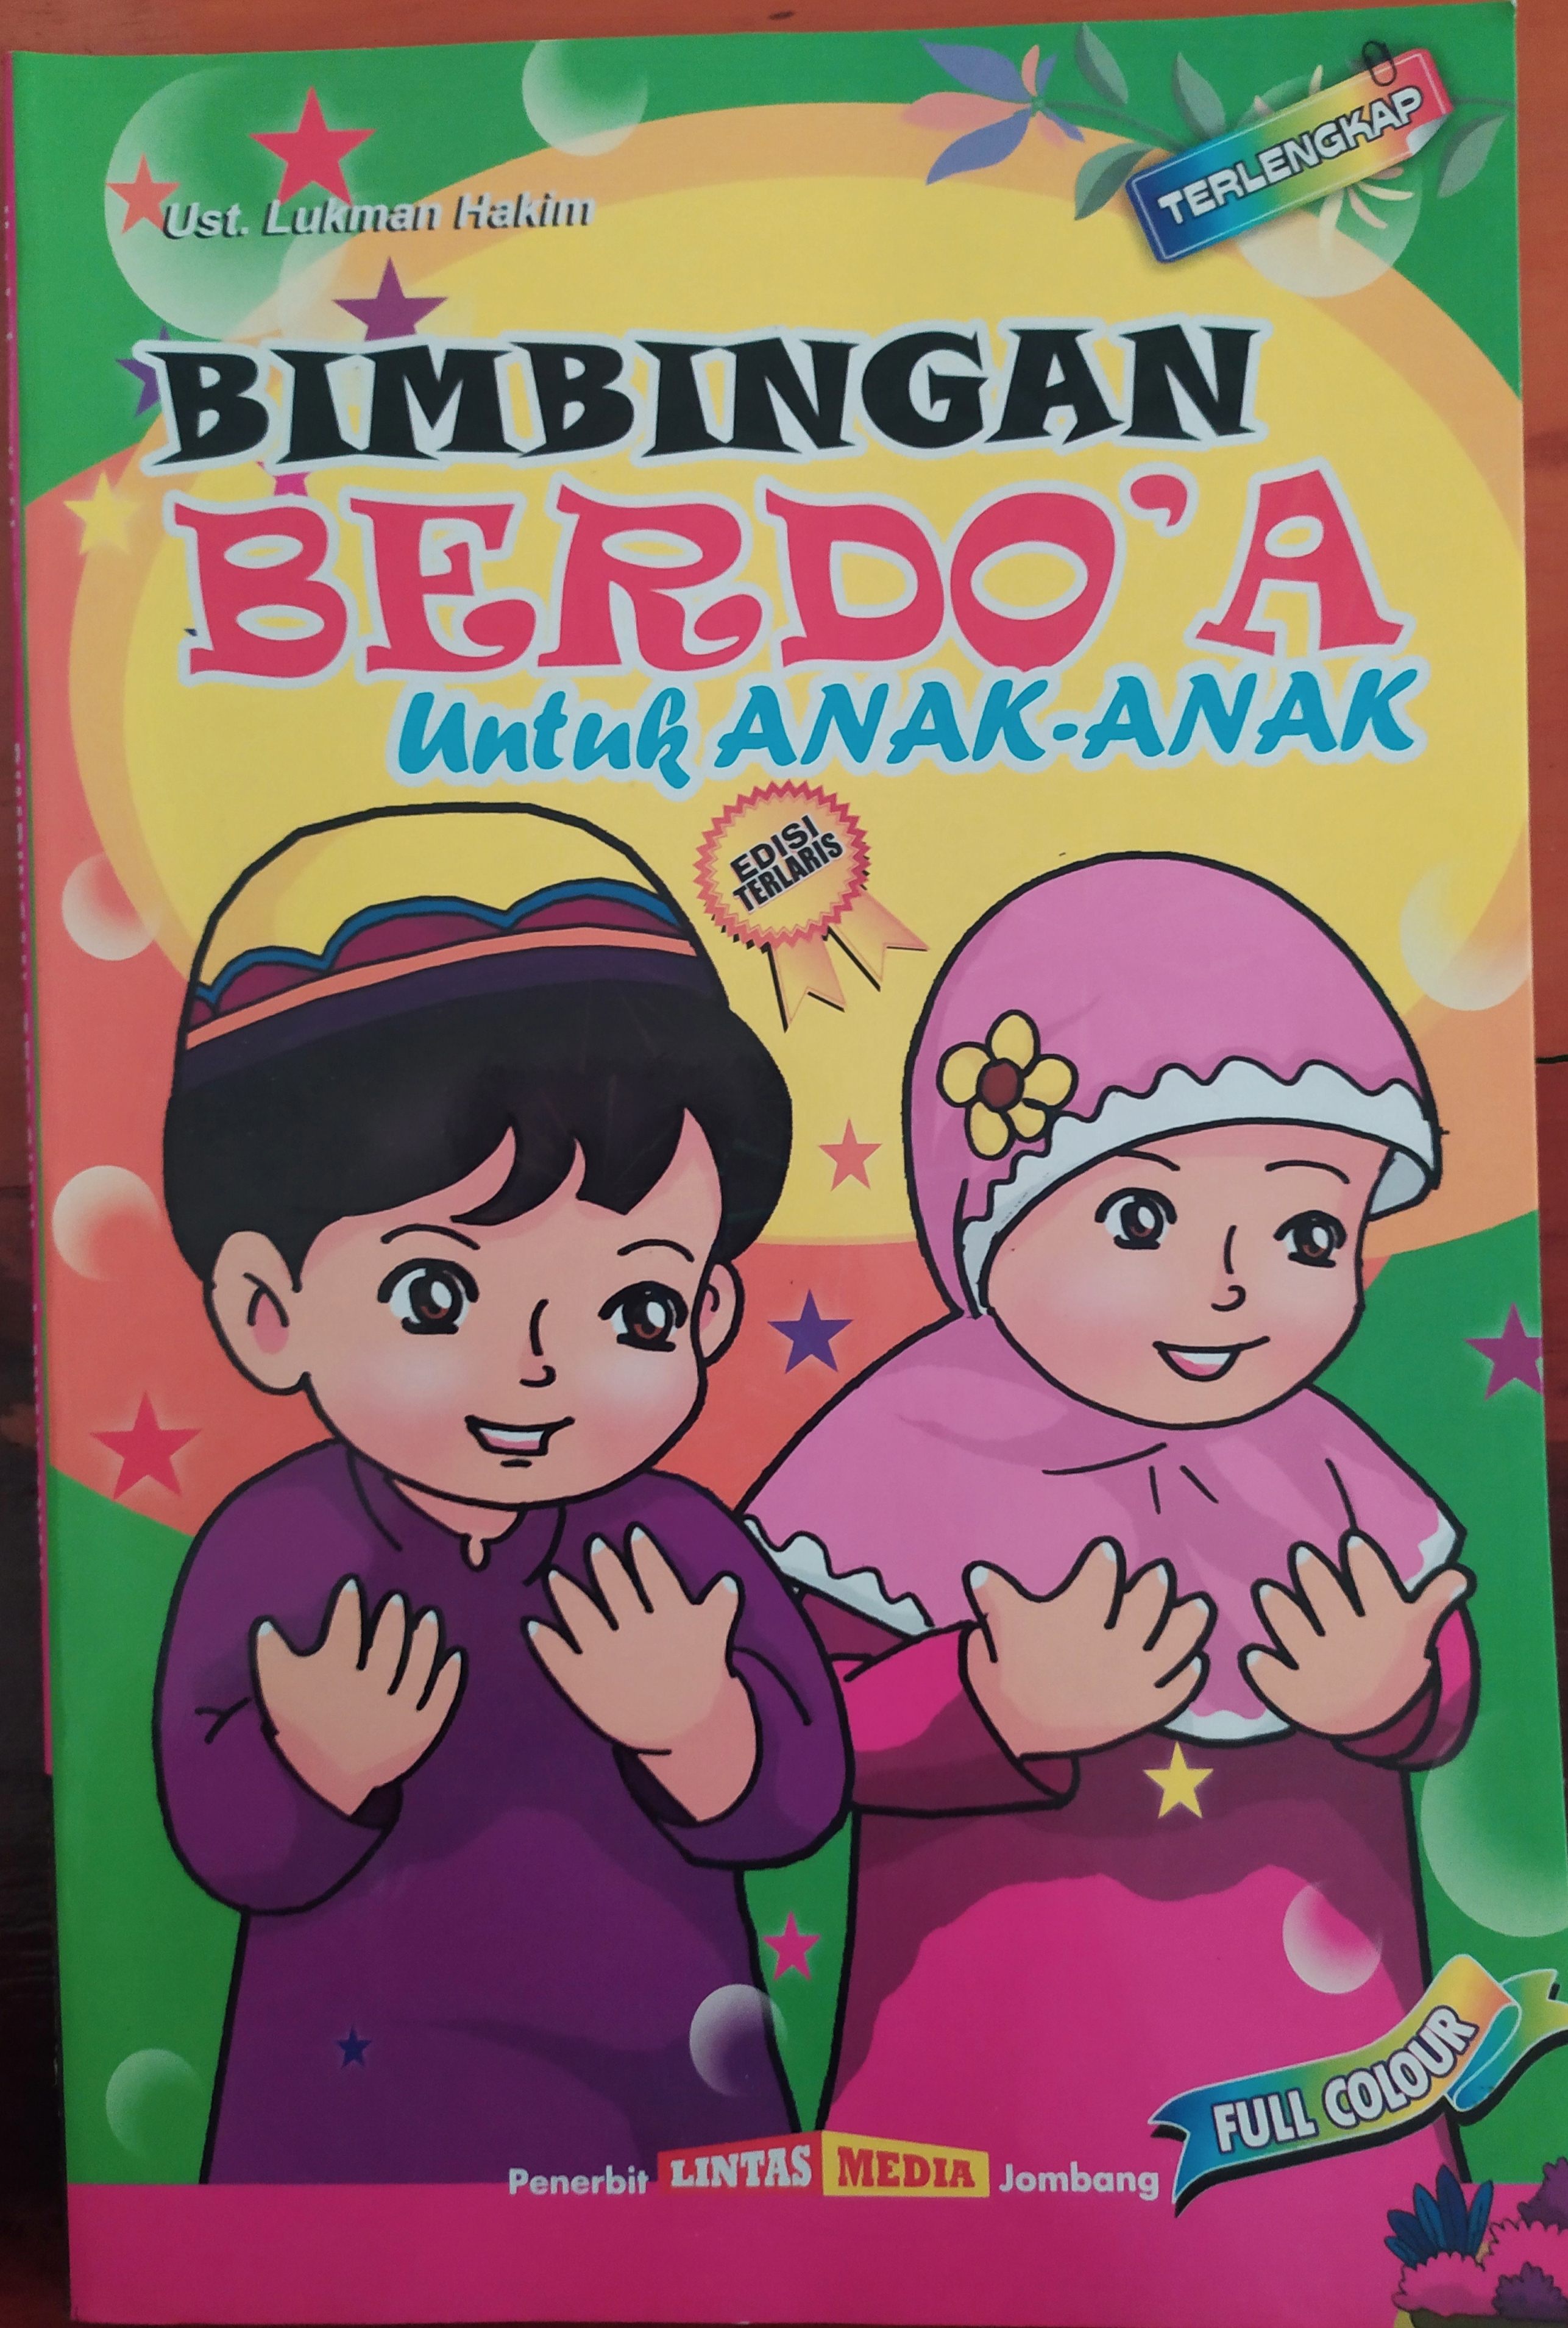 Ust. Lukman Hakim
TERLENGKAP
BIMBINGAN
BERDO'A
Untuk ANAK-ANAK
EDISI
TERLARIS
FULL COLOUR
Penerbit LINTAS MEDIA Jombang